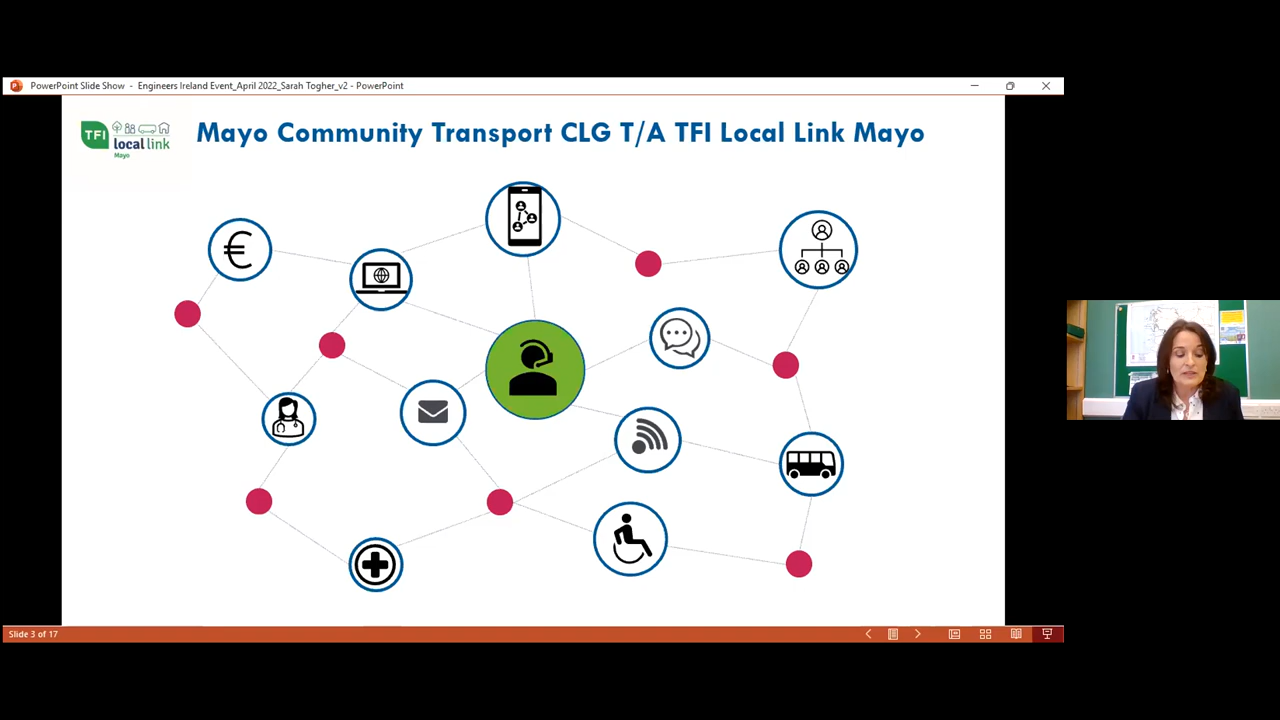 PowerPoint Slide Show - Engineers Ireland Event_April 2022_Sarah Togher_v2 - PowerPoint
TFI
local link
Mayo
Mayo Community Transport CLG T/A TFI Local Link Mayo
€
Slide 3 of 17